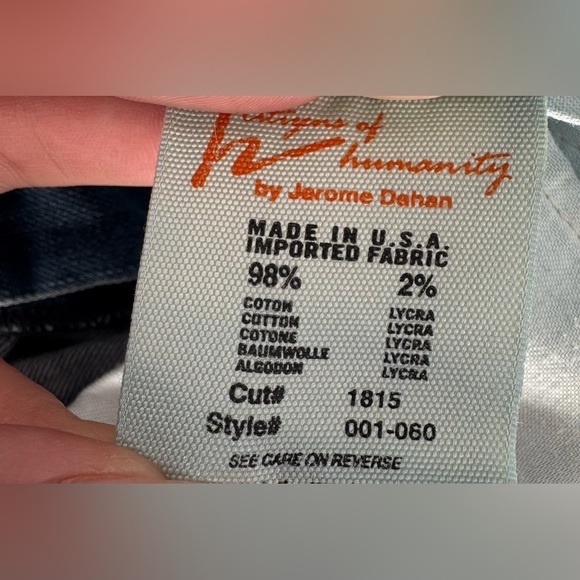 citizens of
humanity
by Jerome Dahan
MADE IN U.S.A.
IMPORTED FABRIC
98% 2%
COTON LYCRA
COTTON LYCRA
COTONE LYCRA
BAUMWOLLE LYCRA
ALGODON LYCRA
Cut# 1815
Style# 001-060
SEE CARE ON REVERSE